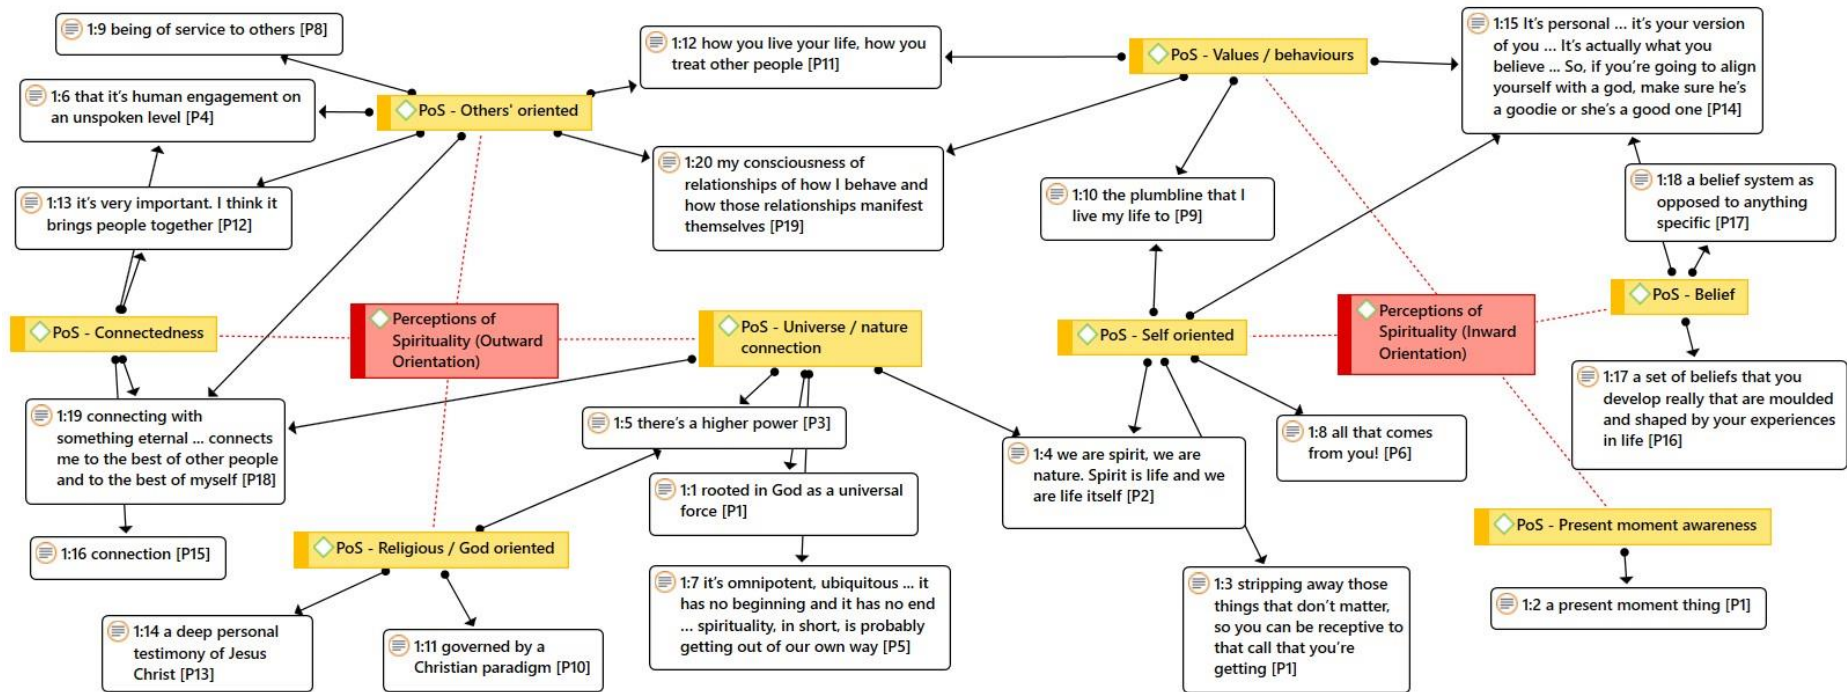 1:9 being of service to others [P8]
1:12 how you live your life, how you
treat other people [P11]
PoS - Values / behaviours
1:15 It's personal ... it's your version
of you ... It's actually what you
believe ... So, if you're going to align
yourself with a god, make sure he's
a goodie or she's a good one [P14]
1:6 that it's human engagement on
an unspoken level [P4]
PoS - Others' oriented
1:20 my consciousness of
relationships of how I behave and
how those relationships manifest
themselves [P19]
1:10 the plumbline that I
live my life to [P9]
1:18 a belief system as
opposed to anything
specific [P17]
1:13 it's very important. I think it
brings people together [P12]
PoS - Connectedness
Perceptions of
Spirituality (Outward
Orientation)
PoS - Universe / nature
connection
PoS - Self oriented
Perceptions of
Spirituality (Inward
Orientation)
PoS - Belief
1:19 connecting with
something eternal ... connects
me to the best of other people
and to the best of myself [P18]
1:5 there's a higher power [P3]
1:4 we are spirit, we are
nature. Spirit is life and we
are life itself [P2]
1:8 all that comes
from you! [P6]
1:17 a set of beliefs that you
develop really that are moulded
and shaped by your experiences
in life [P16]
1:1 rooted in God as a universal
force [P1]
1:16 connection [P15]
PoS - Religious / God oriented
PoS - Present moment awareness
1:7 it's omnipotent, ubiquitous ... it
has no beginning and it has no end
... spirituality, in short, is probably
getting out of our own way [P5]
1:3 stripping away those
things that don't matter,
so you can be receptive to
that call that you're
getting [P1]
1:2 a present moment thing [P1]
1:14 a deep personal
testimony of Jesus
Christ [P13]
1:11 governed by a
Christian paradigm [P10]